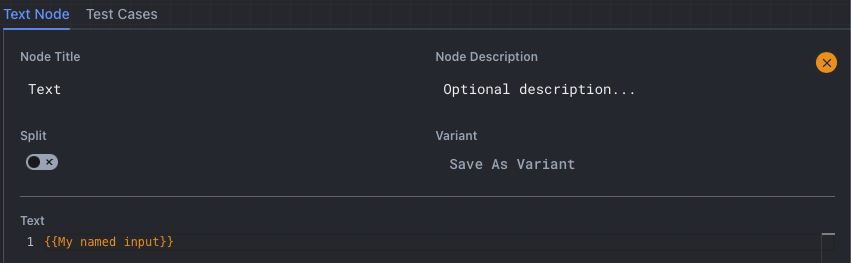 Text Node Test Cases
Node Title Node Description
Text Optional description...
Split Variant
Save As Variant
Text
1 {{My named input}}